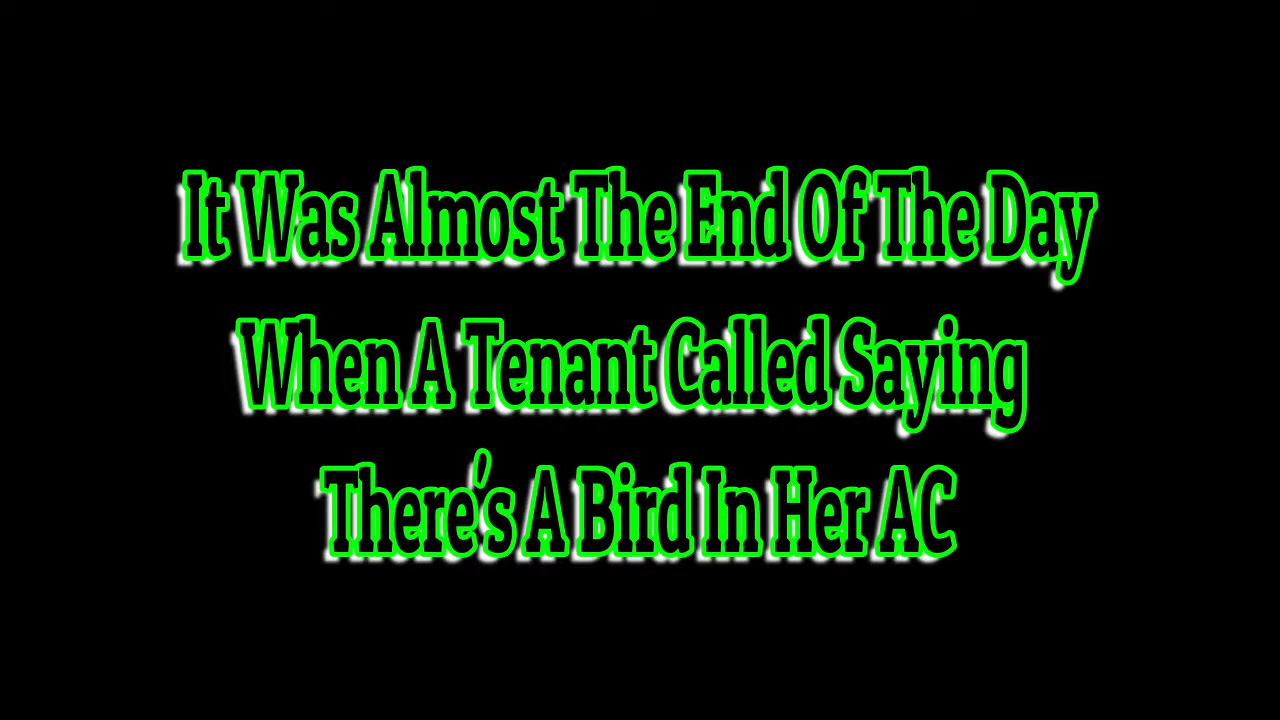 It Was Almost The End Of The Day
When A Tenant Called Saying
There's A Bird In Her AC